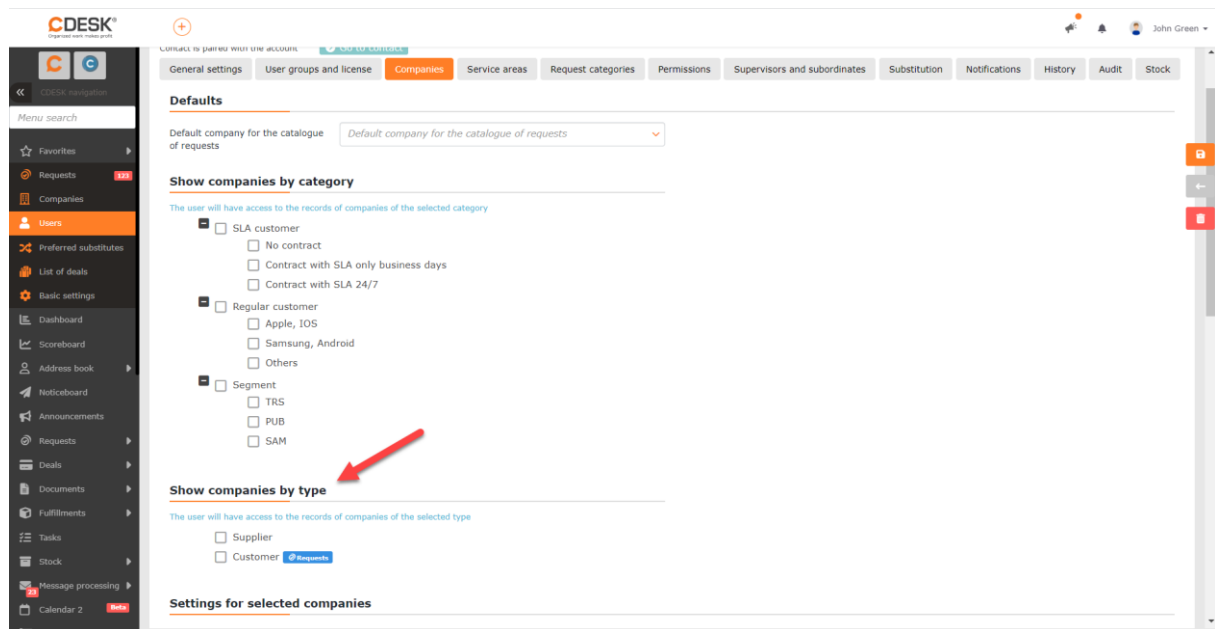 CDESK®
Organized work makes profit
John Green
Contact is paired with the account
Go to contact
General settings
User groups and license
Companies
Service areas
Request categories
Permissions
Supervisors and subordinates
Substitution
Notifications
History
Audit
Stock
CDESK navigation
Menu search
Favorites
Requests 123
Companies
Users
Preferred substitutes
List of deals
Basic settings
Dashboard
Scoreboard
Address book
Noticeboard
Announcements
Requests
Deals
Documents
Fulfillments
Tasks
Stock
Message processing
23
Calendar 2 Beta
Defaults
Default company for the catalogue
of requests
Default company for the catalogue of requests
Show companies by category
The user will have access to the records of companies of the selected category
SLA customer
No contract
Contract with SLA only business days
Contract with SLA 24/7
Regular customer
Apple, IOS
Samsung, Android
Others
Segment
TRS
PUB
SAM
Show companies by type
The user will have access to the records of companies of the selected type
Supplier
Customer Requests
Settings for selected companies